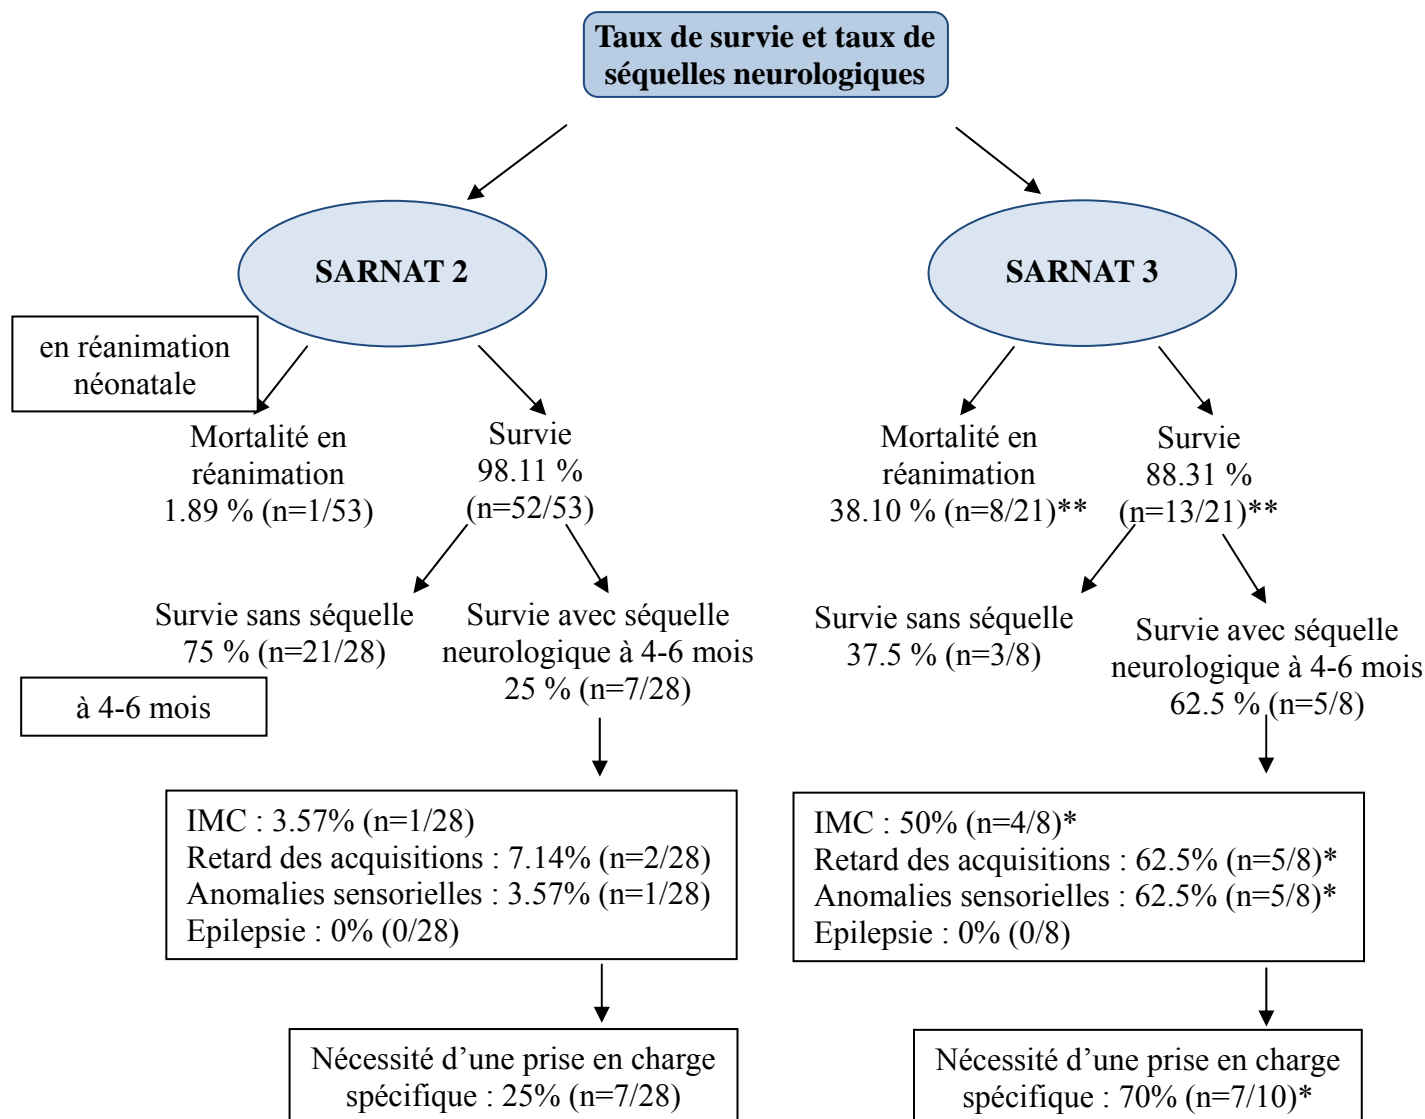 Taux de survie et taux de
séquelles neurologiques
SARNAT 2
SARNAT 3
en réanimation
néonatale
Mortalité en
réanimation
1.89 % (n=1/53)
Survie
98.11 %
(n=52/53)
Mortalité en
réanimation
38.10 % (n=8/21)**
Survie
88.31 %
(n=13/21)**
Survie sans séquelle
75 % (n=21/28)
Survie avec séquelle
neurologique à 4-6 mois
25 % (n=7/28)
Survie sans séquelle
37.5 % (n=3/8)
Survie avec séquelle
neurologique à 4-6 mois
62.5 % (n=5/8)
à 4-6 mois
IMC : 3.57% (n=1/28)
Retard des acquisitions : 7.14% (n=2/28)
Anomalies sensorielles : 3.57% (n=1/28)
Epilepsie : 0% (0/28)
IMC : 50% (n=4/8)*
Retard des acquisitions : 62.5% (n=5/8)*
Anomalies sensorielles : 62.5% (n=5/8)*
Epilepsie : 0% (0/8)
Nécessité d’une prise en charge
spécifique : 25% (n=7/28)
Nécessité d’une prise en charge
spécifique : 70% (n=7/10)*